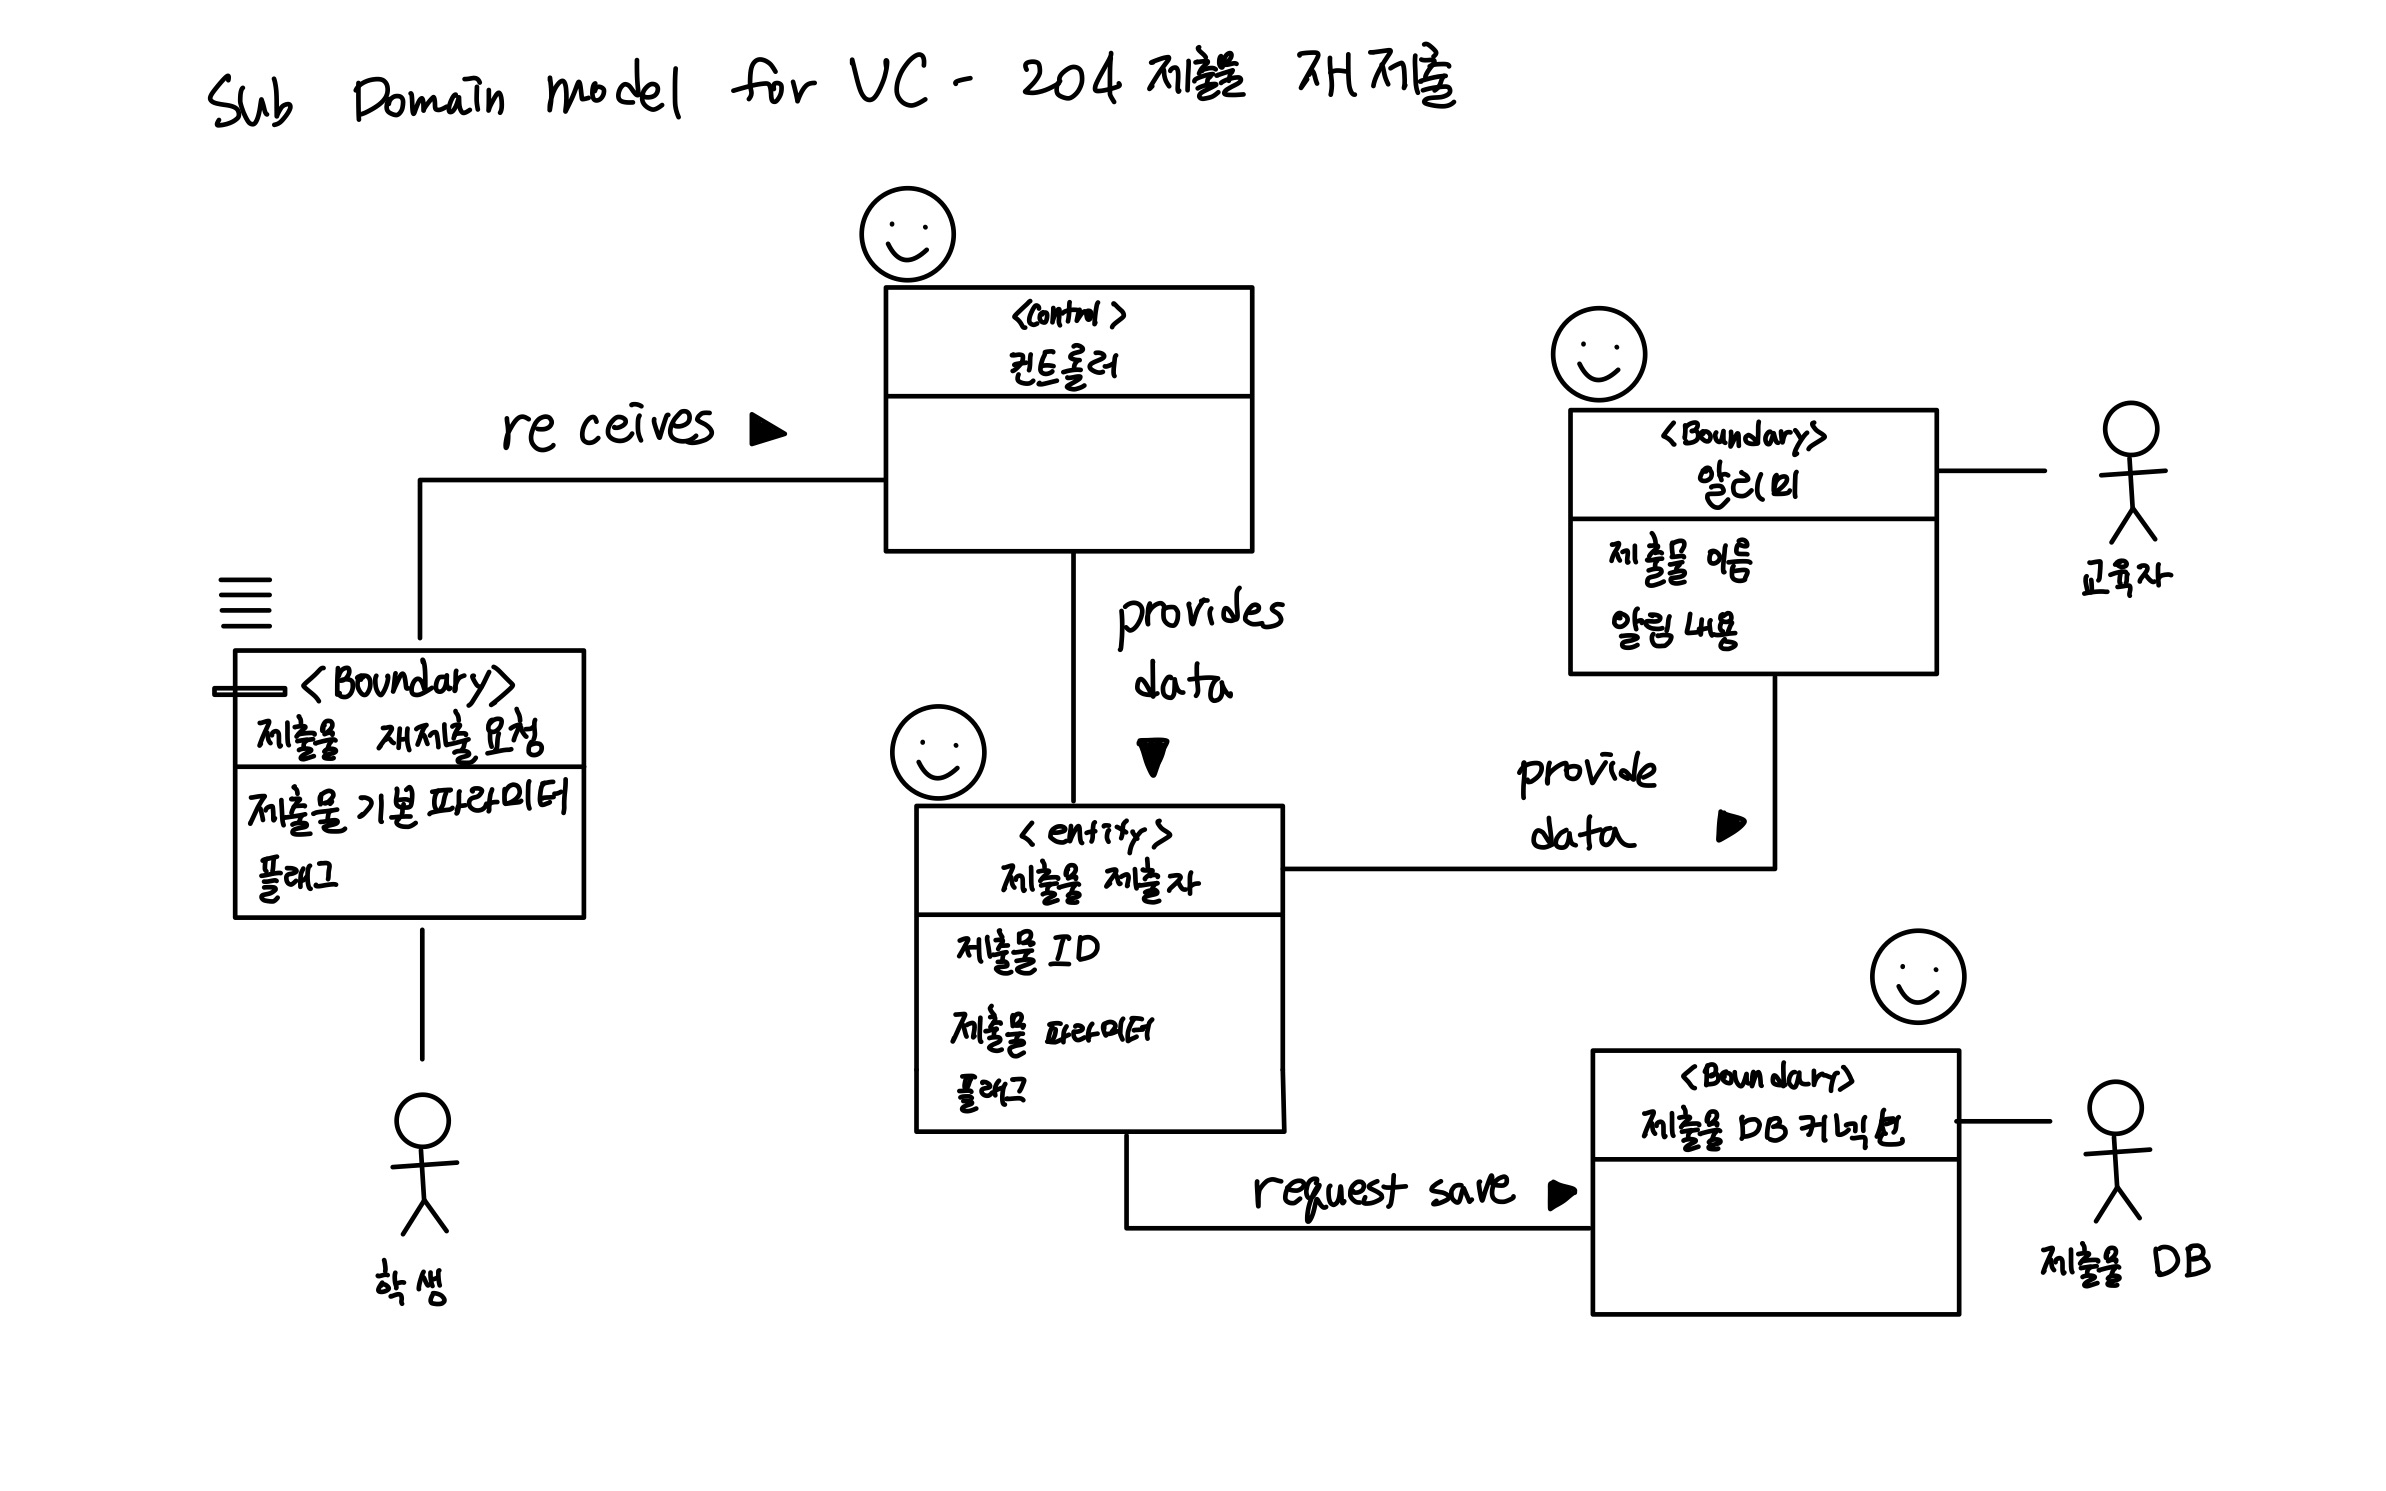 Sub Domain model for UC - 204 제출물 재제출
<Control>
컨트롤러
receives
<Boundary>
알리미
제출물 이름
알림 내용
교육자
provides
data
<Boundary>
제출물 재제출 요청
제출물 기본 파라미터
플래그
학생
<entity>
제출물 제출자
제출물 ID
제출물 파라미터
플래그
provide
data
request save
<Boundary>
제출물 DB 커넥션
제출물 DB